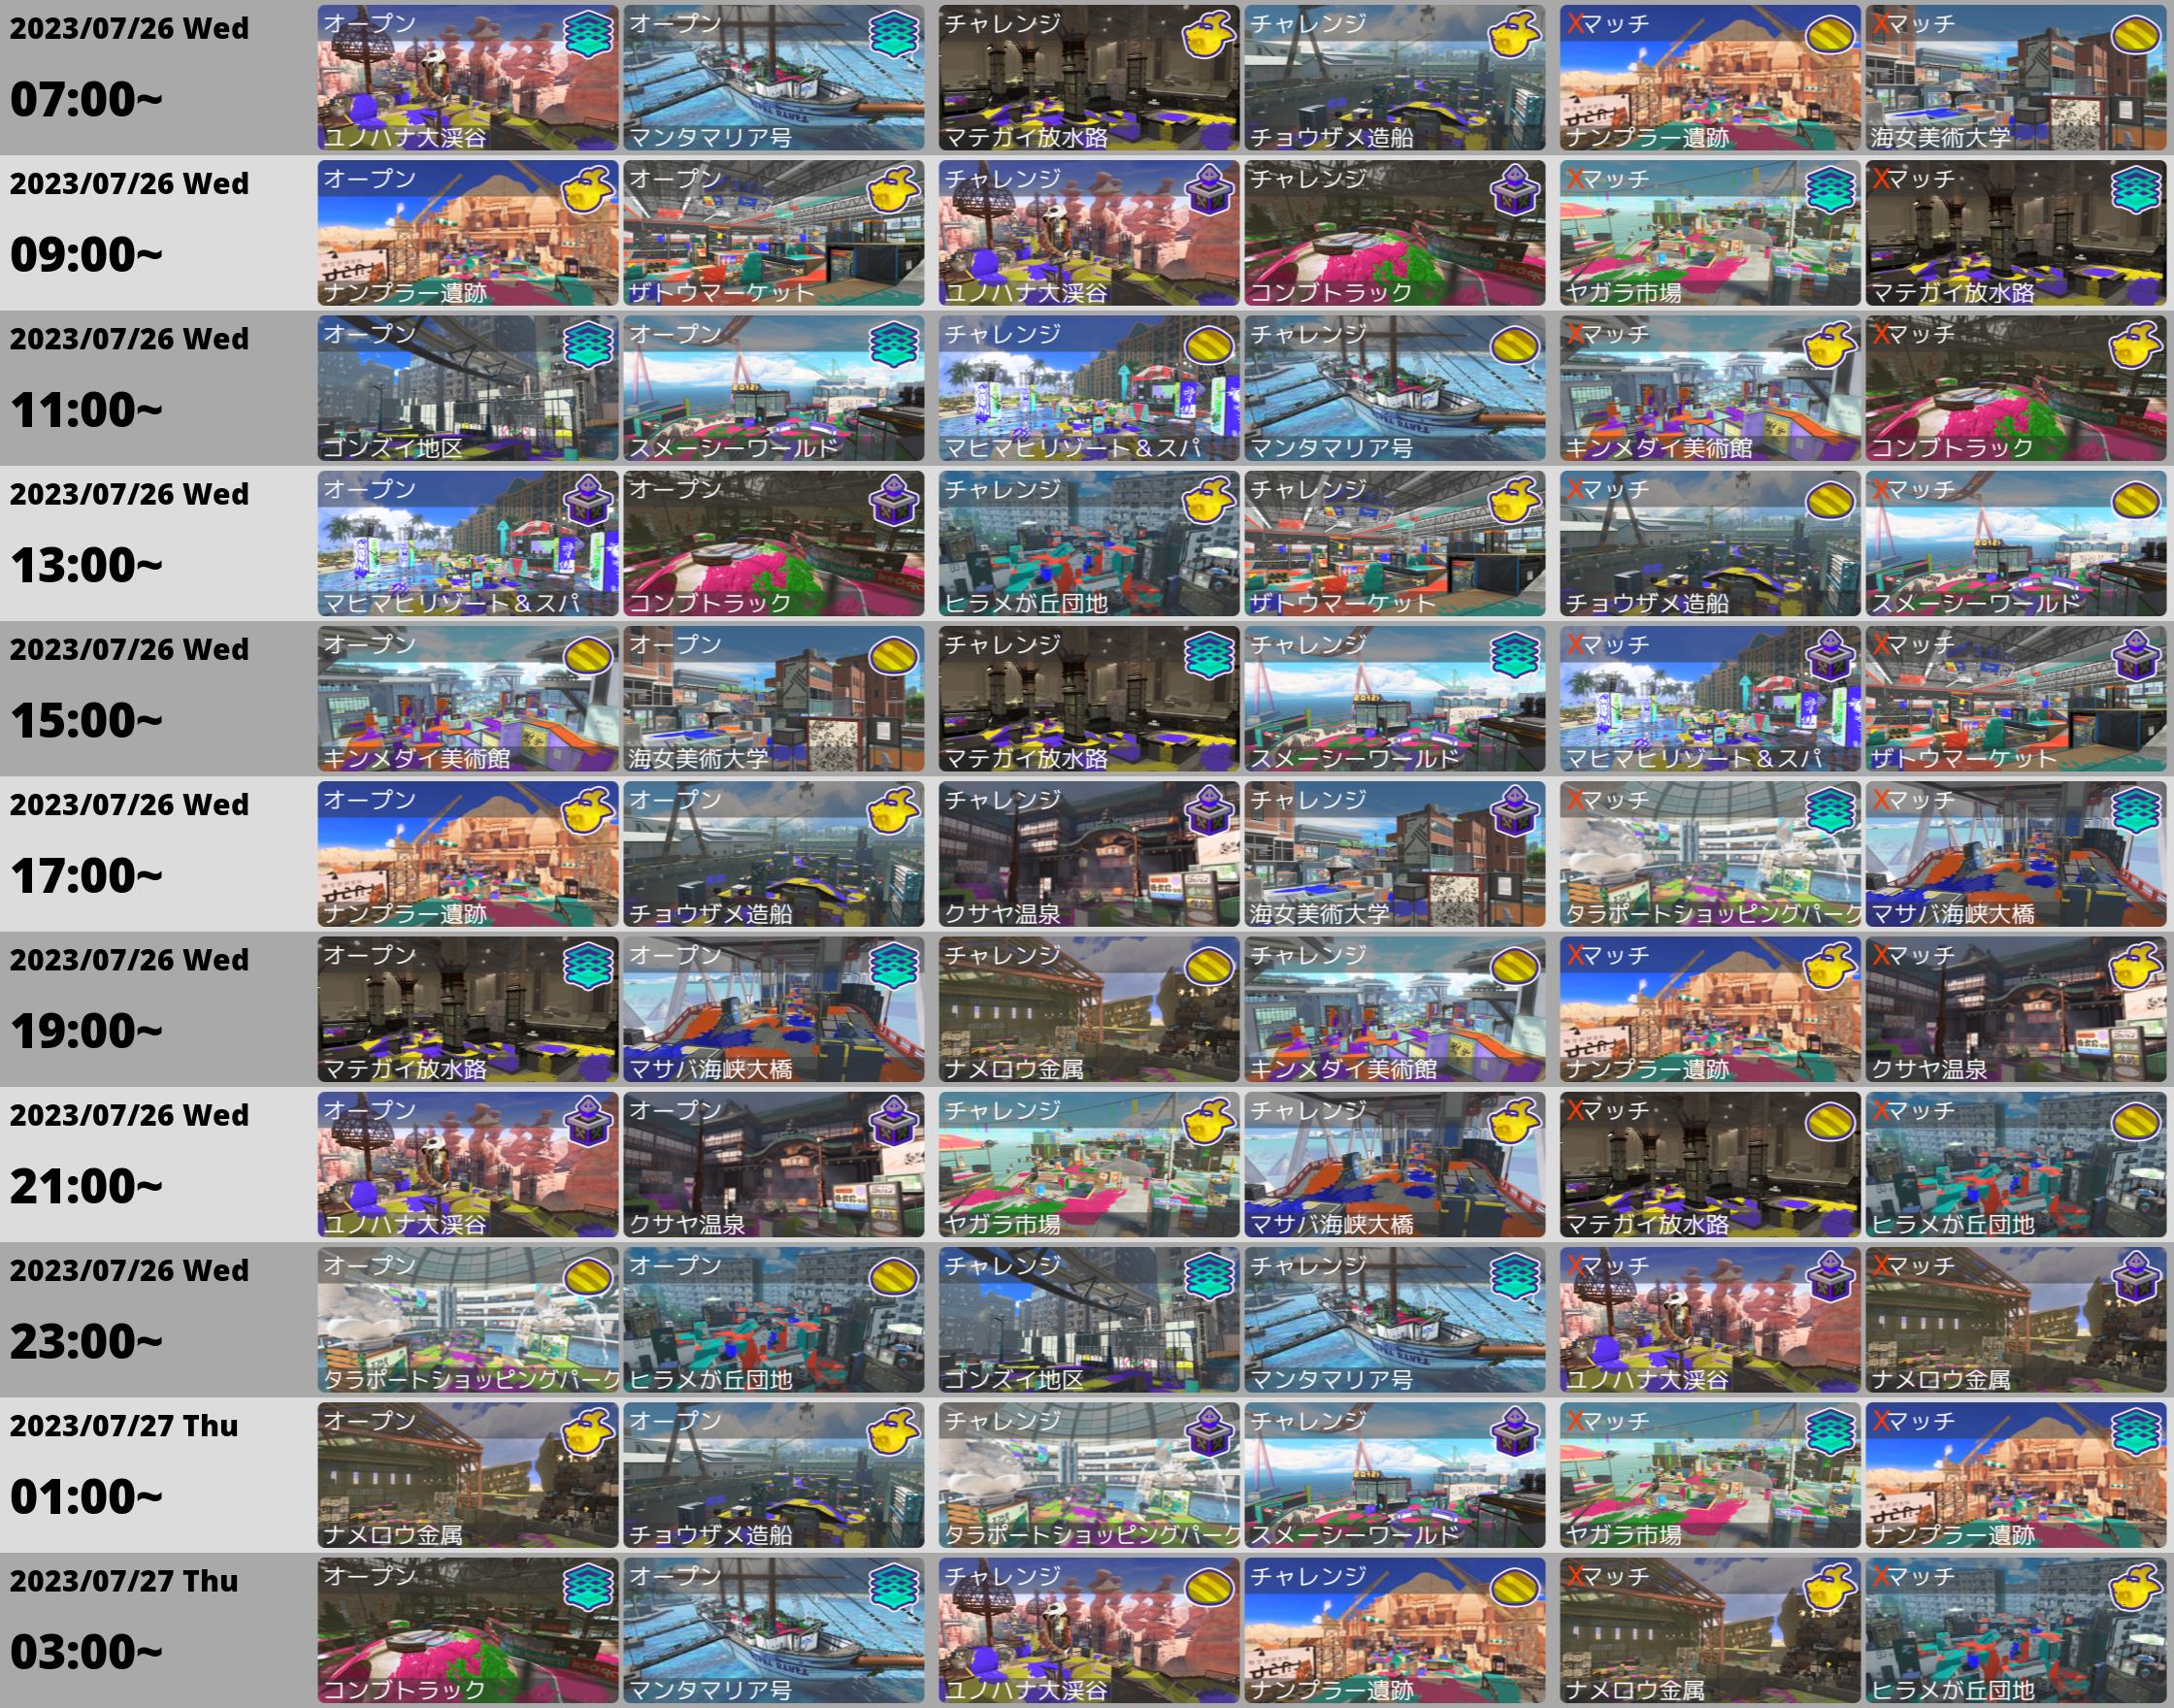 2023/07/26 Wed
07:00~
オープン
オープン
チャレンジ
チャレンジ
Xマッチ
Xマッチ
ユノハナ大渓谷
マンタマリア号
マテガイ放水路
チョウザメ造船
ナンプラー遺跡
海女美術大学
2023/07/26 Wed
09:00~
オープン
オープン
チャレンジ
チャレンジ
Xマッチ
Xマッチ
ナンプラー遺跡
ザトウマーケット
ユノハナ大渓谷
コンブトラック
ヤガラ市場
マテガイ放水路
2023/07/26 Wed
11:00~
オープン
オープン
チャレンジ
チャレンジ
Xマッチ
Xマッチ
ゴンズイ地区
スメーシーワールド
マヒマヒリゾート＆スパ
マンタマリア号
キンメダイ美術館
コンブトラック
2023/07/26 Wed
13:00~
オープン
オープン
チャレンジ
チャレンジ
Xマッチ
Xマッチ
マヒマヒリゾート＆スパ
コンブトラック
ヒラメが丘団地
ザトウマーケット
チョウザメ造船
スメーシーワールド
2023/07/26 Wed
15:00~
オープン
オープン
チャレンジ
チャレンジ
Xマッチ
Xマッチ
キンメダイ美術館
海女美術大学
マテガイ放水路
スメーシーワールド
マヒマヒリゾート＆スパ
ザトウマーケット
2023/07/26 Wed
17:00~
オープン
オープン
チャレンジ
チャレンジ
Xマッチ
Xマッチ
ナンプラー遺跡
チョウザメ造船
クサヤ温泉
海女美術大学
タラポートショッピングパーク
マサバ海峡大橋
2023/07/26 Wed
19:00~
オープン
オープン
チャレンジ
チャレンジ
Xマッチ
Xマッチ
マテガイ放水路
マサバ海峡大橋
ナメロウ金属
キンメダイ美術館
ナンプラー遺跡
クサヤ温泉
2023/07/26 Wed
21:00~
オープン
オープン
チャレンジ
チャレンジ
Xマッチ
Xマッチ
ユノハナ大渓谷
クサヤ温泉
ヤガラ市場
マサバ海峡大橋
マテガイ放水路
ヒラメが丘団地
2023/07/26 Wed
23:00~
オープン
オープン
チャレンジ
チャレンジ
Xマッチ
Xマッチ
タラポートショッピングパーク
ヒラメが丘団地
ゴンズイ地区
マンタマリア号
ユノハナ大渓谷
ナメロウ金属
2023/07/27 Thu
01:00~
オープン
オープン
チャレンジ
チャレンジ
Xマッチ
Xマッチ
ナメロウ金属
チョウザメ造船
タラポートショッピングパーク
スメーシーワールド
ヤガラ市場
ナンプラー遺跡
2023/07/27 Thu
03:00~
オープン
オープン
チャレンジ
チャレンジ
Xマッチ
Xマッチ
コンブトラック
マンタマリア号
ユノハナ大渓谷
ナンプラー遺跡
ナメロウ金属
ヒラメが丘団地